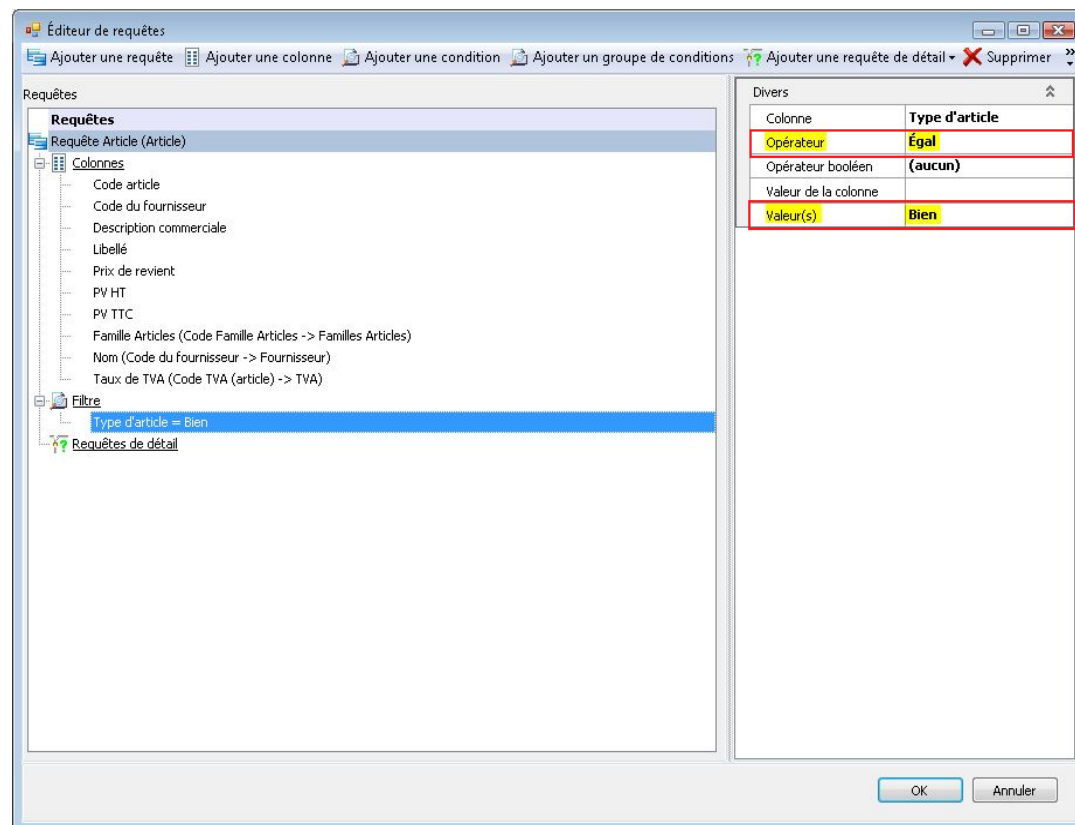 Éditeur de requêtes
Ajouter une requête Ajouter une colonne Ajouter une condition Ajouter un groupe de conditions Ajouter une requête de détail Supprimer
Requêtes
Requêtes
Requête Article (Article)
Colonnes
Code article
Code du fournisseur
Description commerciale
Libellé
Prix de revient
PV HT
PV TTC
Famille Articles (Code Famille Articles -> Familles Articles)
Nom (Code du fournisseur -> Fournisseur)
Taux de TVA (Code TVA (article) -> TVA)
Filtre
Type d'article = Bien
Requêtes de détail
Divers
Colonne Type d'article
Opérateur Égal
Opérateur booléen (aucun)
Valeur de la colonne
Valeur(s) Bien
OK Annuler